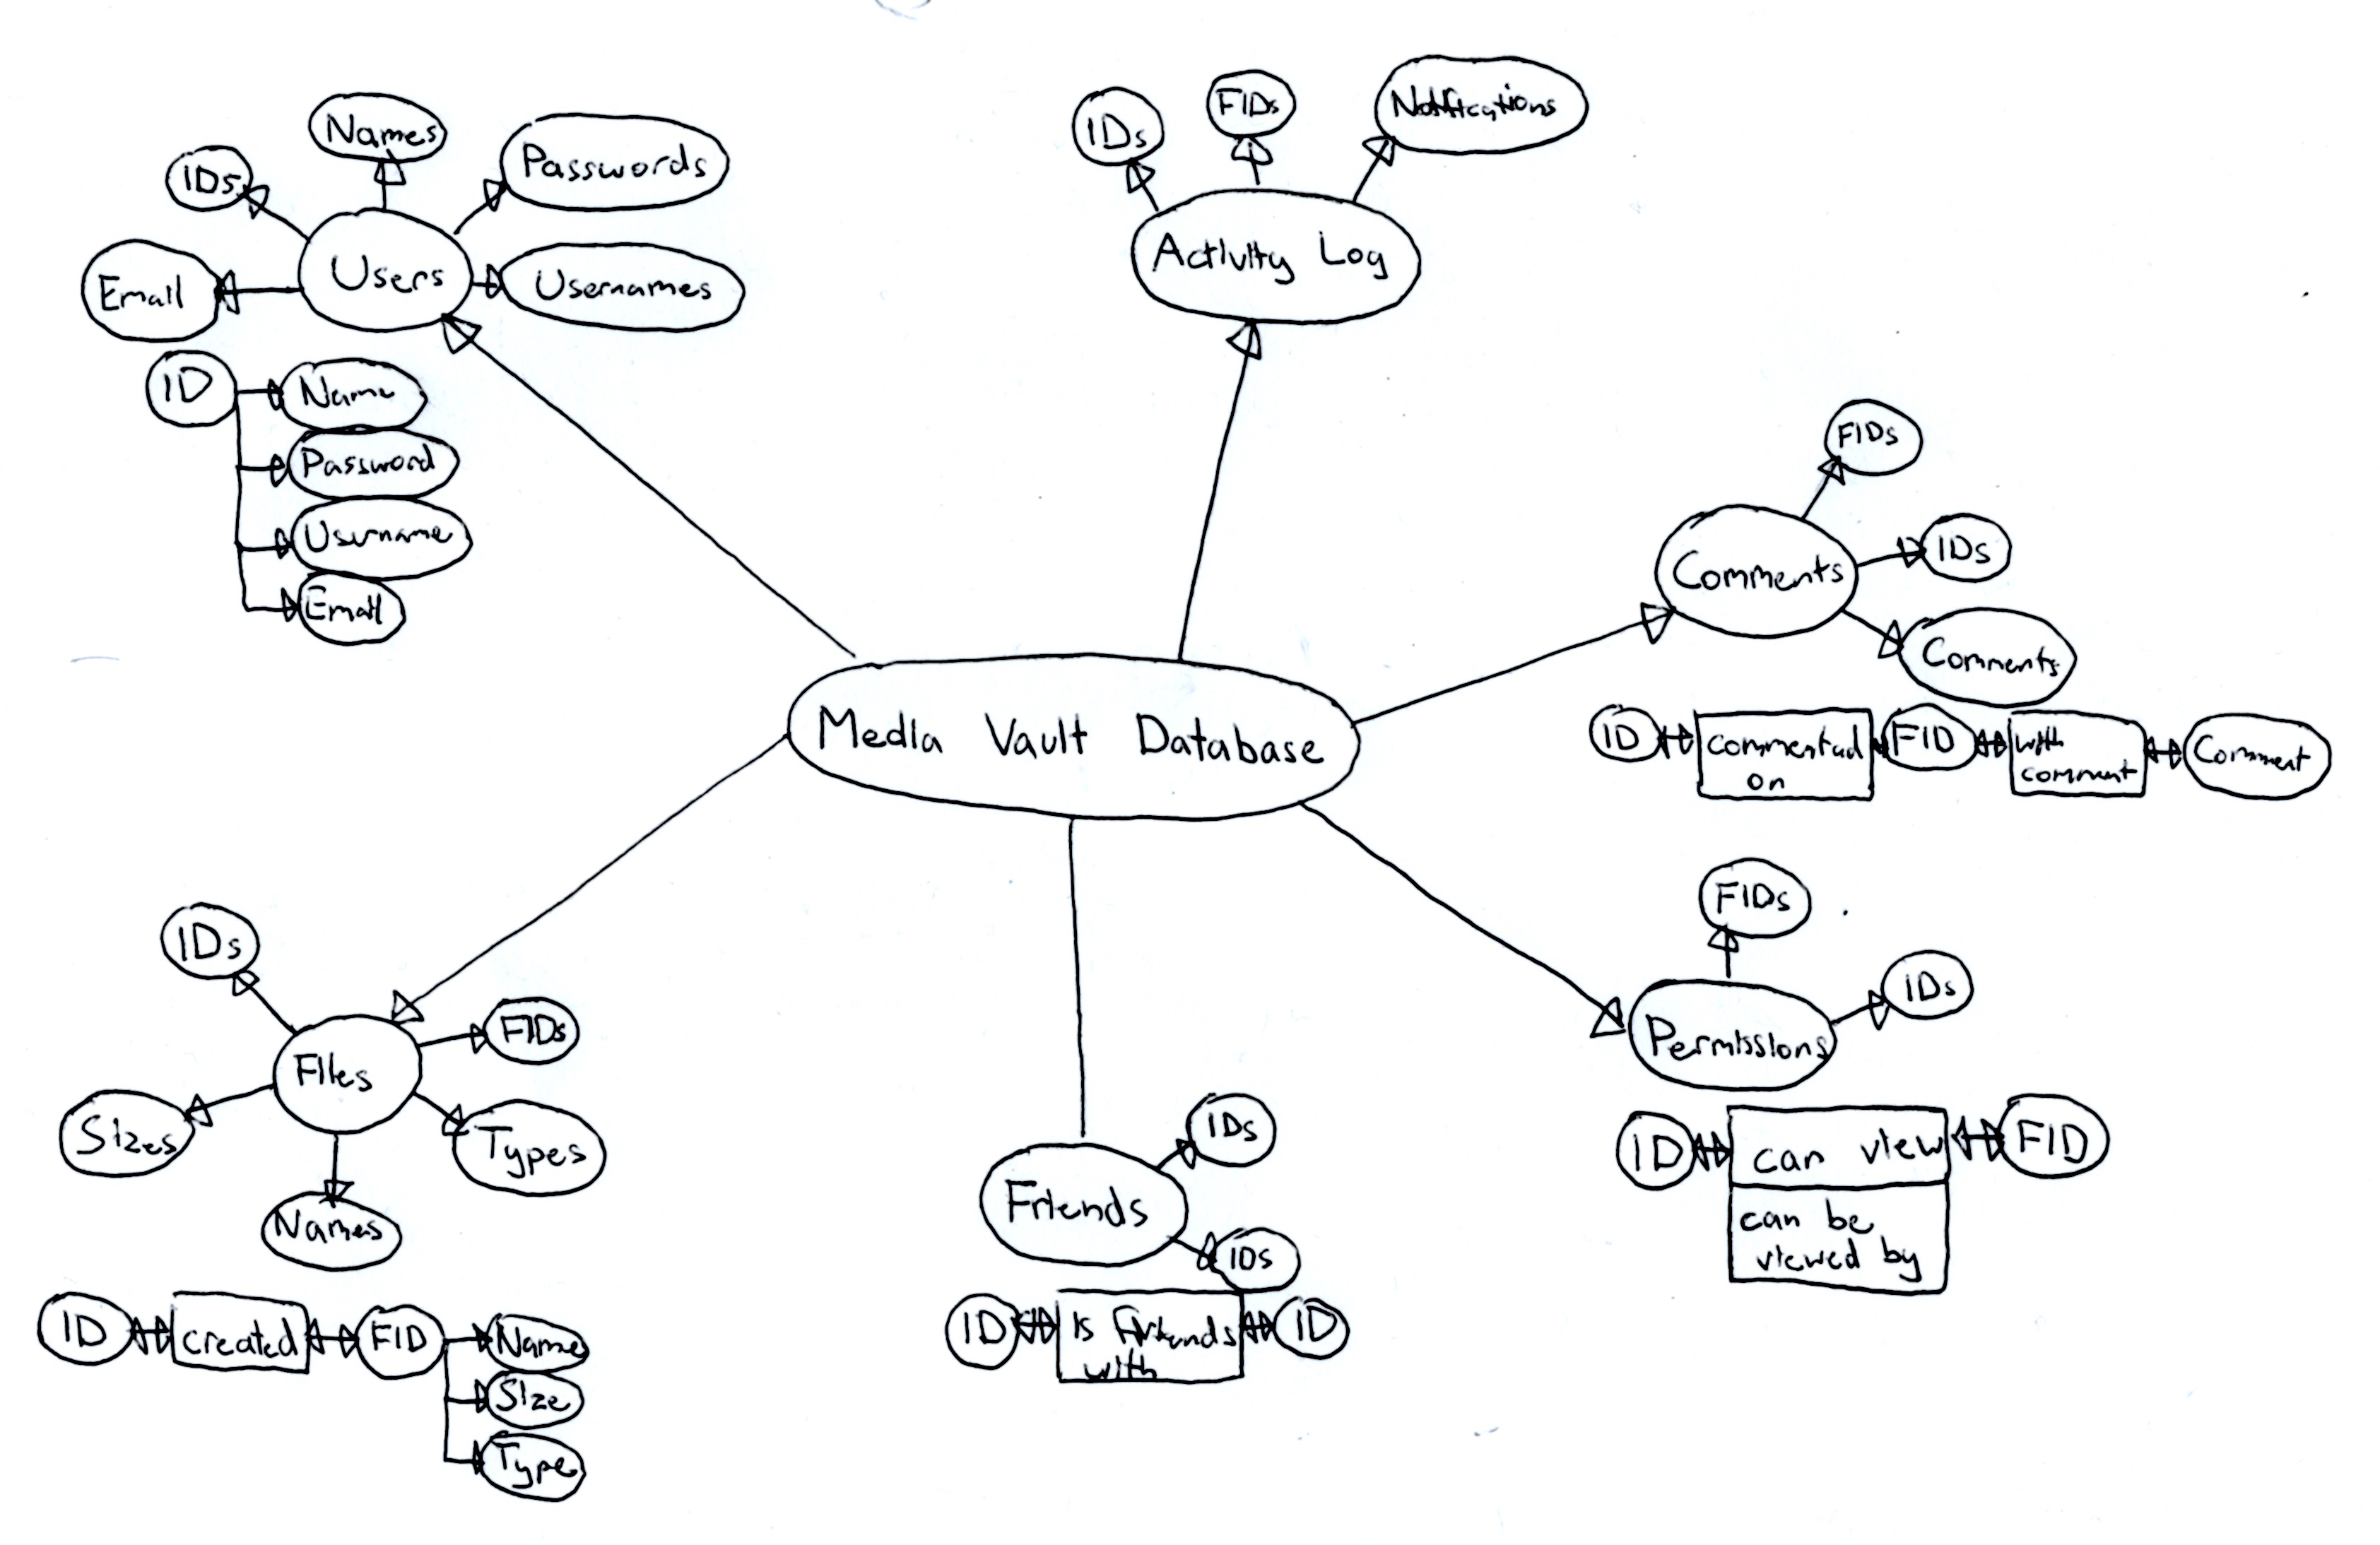 Names
Passwords
IDs
Users
Email
Usernames
ID
Name
Password
Username
Email
IDs
FIDs
Notifications
Activity Log
FIDs
IDs
Comments
Comments
ID
commented
on
FID
with
comment
Comment
Media Vault Database
IDs
FIDs
Files
Sizes
Types
Names
ID
created
FID
Name
Size
Type
IDs
Friends
IDs
ID
Is Friends
with
ID
FIDs
IDs
Permissions
ID
can view
can be
viewed by
FID